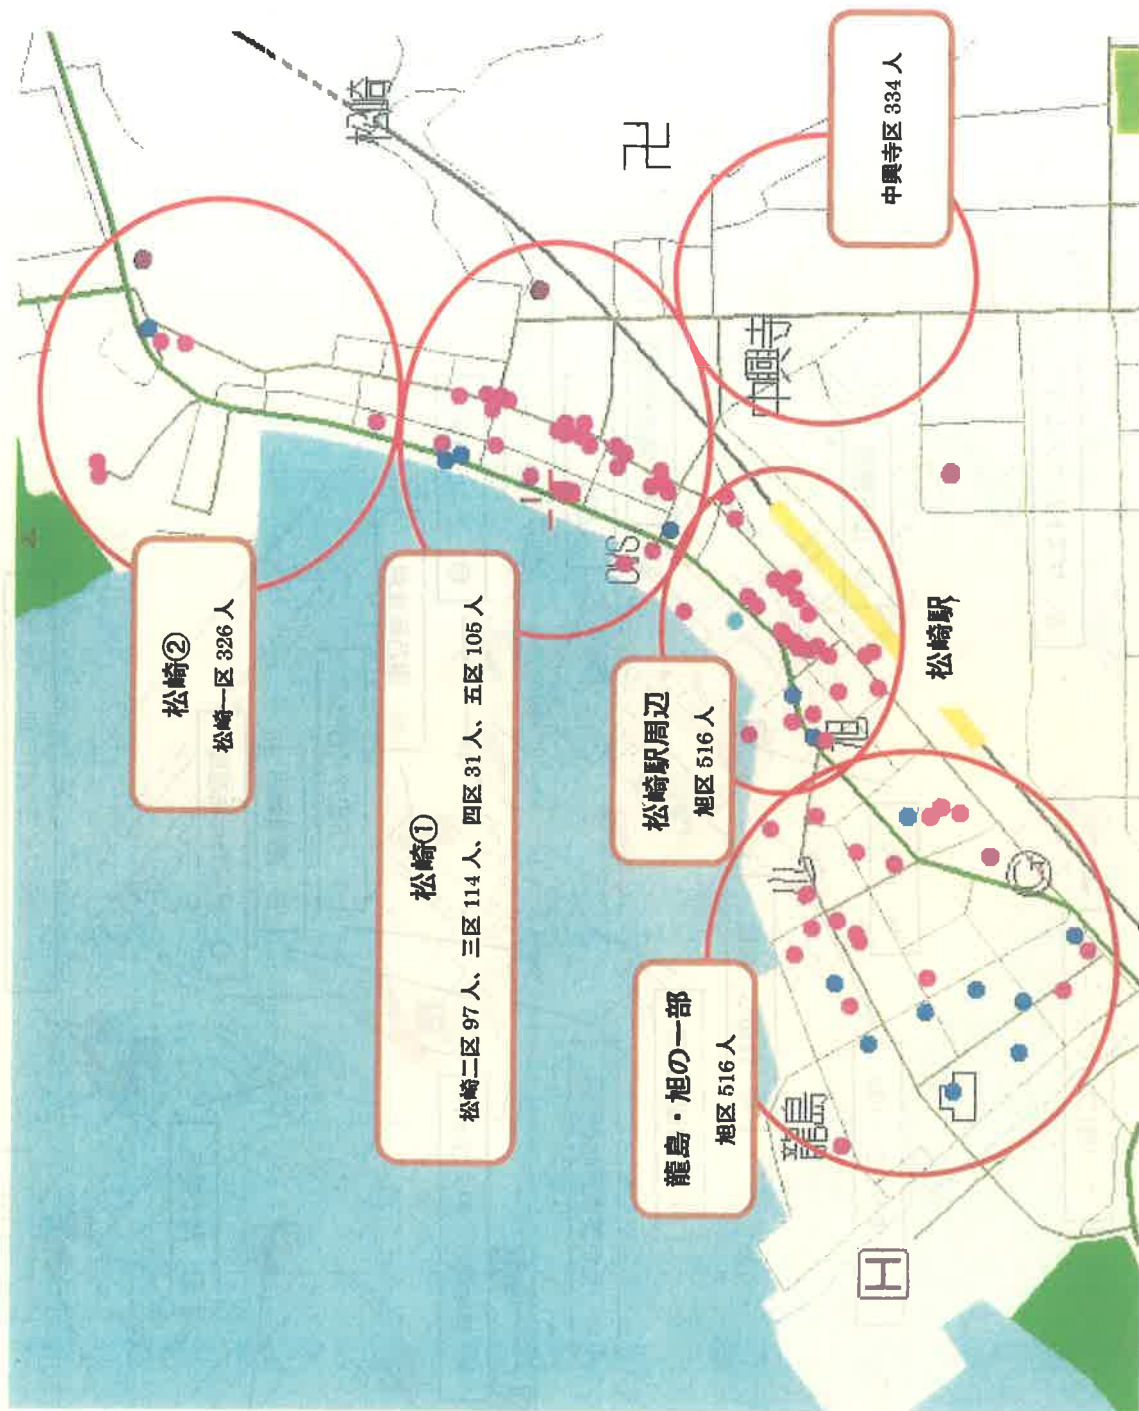 松崎
中興寺区 334 人
中興寺
松崎②
松崎一区 326 人
松崎①
松崎二区 97 人、三区 114 人、四区 31 人、五区 105 人
松崎駅周辺
旭区 516 人
松崎駅
旭
龍島・旭の一部
旭区 516 人
龍島
H